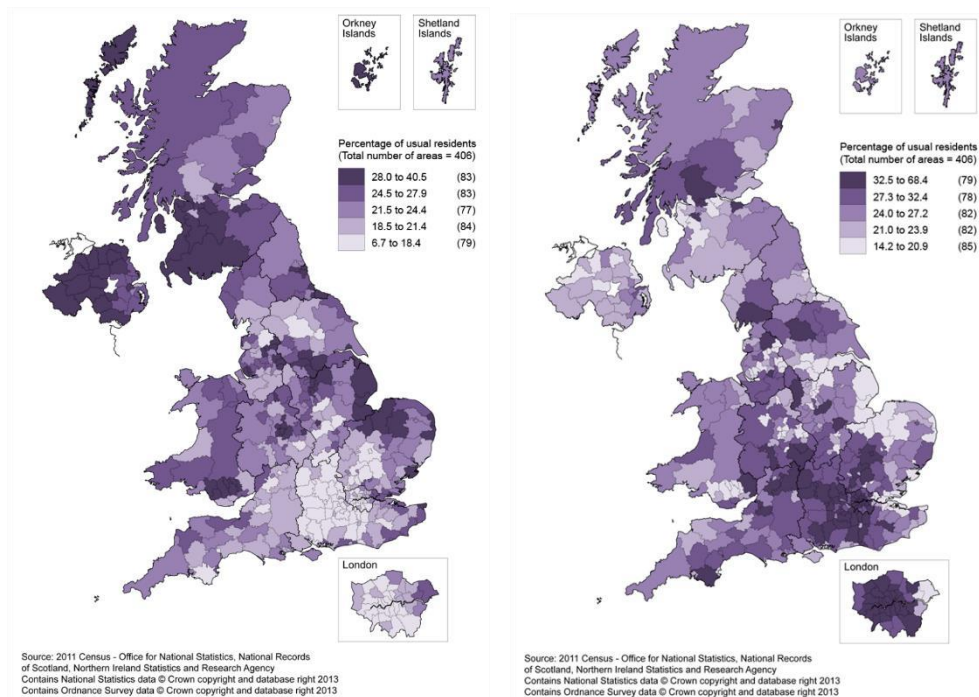 Orkney
Islands
Shetland
Islands
Percentage of usual residents
(Total number of areas = 406)
28.0 to 40.5 (83)
24.5 to 27.9 (83)
21.5 to 24.4 (77)
18.5 to 21.4 (84)
6.7 to 18.4 (79)
London
Source: 2011 Census - Office for National Statistics, National Records
of Scotland, Northern Ireland Statistics and Research Agency
Contains National Statistics data © Crown copyright and database right 2013
Contains Ordnance Survey data © Crown copyright and database right 2013
Orkney
Islands
Shetland
Islands
Percentage of usual residents
(Total number of areas = 406)
32.5 to 68.4 (79)
27.3 to 32.4 (78)
24.0 to 27.2 (82)
21.0 to 23.9 (82)
14.2 to 20.9 (85)
London
Source: 2011 Census - Office for National Statistics, National Records
of Scotland, Northern Ireland Statistics and Research Agency
Contains National Statistics data © Crown copyright and database right 2013
Contains Ordnance Survey data © Crown copyright and database right 2013